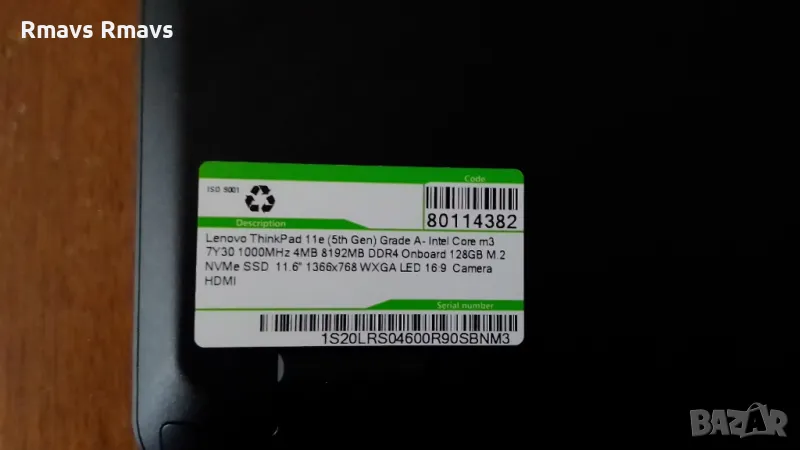 Rmavs Rmavs
ISO 9001
Code
80114382
Description
Lenovo ThinkPad 11e (5th Gen) Grade A- Intel Core m3
7Y30 1000MHz 4MB 8192MB DDR4 Onboard 128GB M.2
NVMe SSD 11.6" 1366x768 WXGA LED 16:9 Camera
HDMI
Serial number
1S20LRS04600R90SBNM3
BAZAR